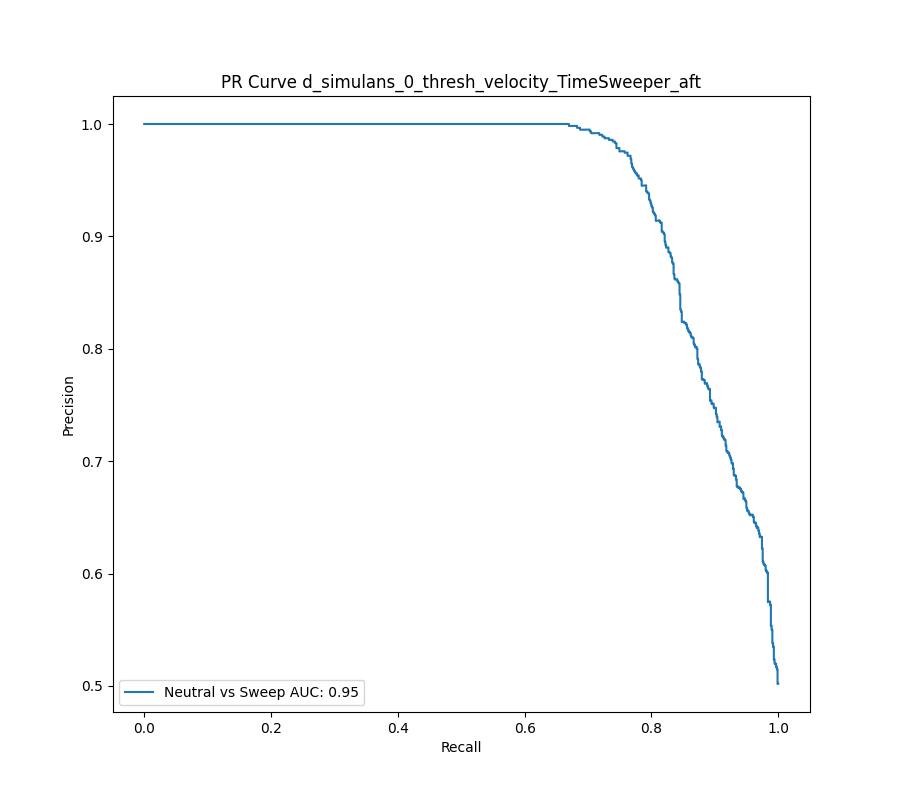 PR Curve d_simulans_0_thresh_velocity_TimeSweeper_aft
1.0
0.9
0.8
0.7
0.6
0.5
Precision
Neutral vs Sweep AUC: 0.95
0.0 0.2 0.4 0.6 0.8 1.0
Recall